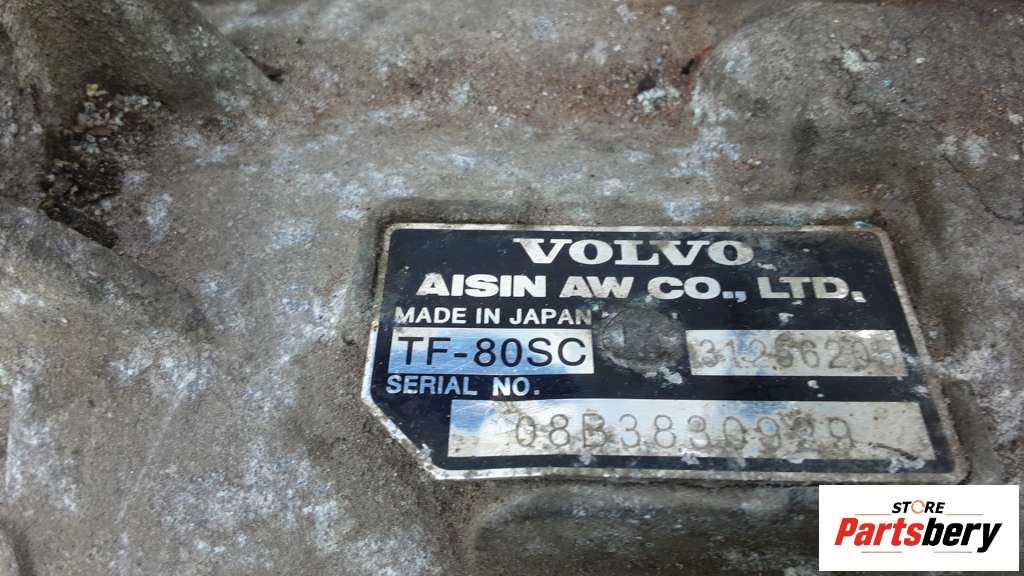 VOLVO
AISIN AW CO., LTD.
MADE IN JAPAN
TF-80SC 31256205
SERIAL NO.
08B3830929
STORE
Partsbery